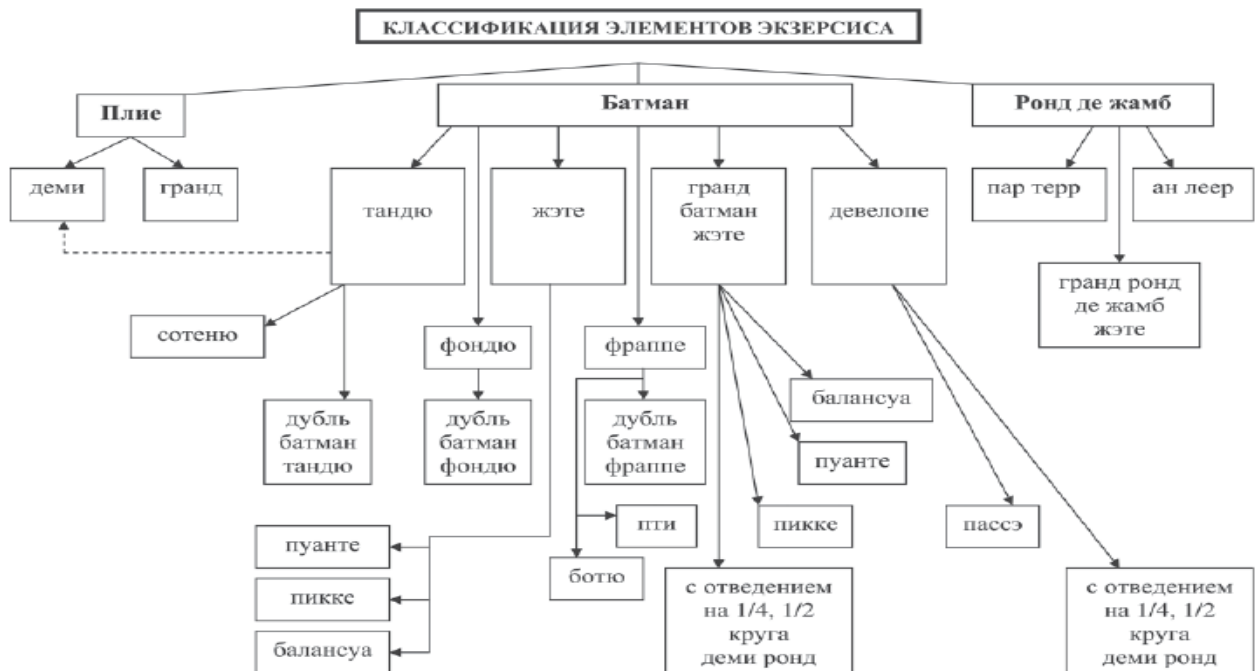 КЛАССИФИКАЦИЯ ЭЛЕМЕНТОВ ЭКЗЕРСИСА
Плие
Батман
Ронд де жамб
деми
гранд
тандю
жэте
гранд
батман
жэте
девелопе
пар терр
ан леер
гранд ронд
де жамб
жэте
сотеню
фондю
фраппе
балансуа
дубль
батман
тандю
дубль
батман
фондю
дубль
батман
фраппе
пуанте
пти
пикке
пассэ
пуанте
ботю
пикке
балансуа
с отведением
на 1/4, 1/2
круга
деми ронд
с отведением
на 1/4, 1/2
круга
деми ронд